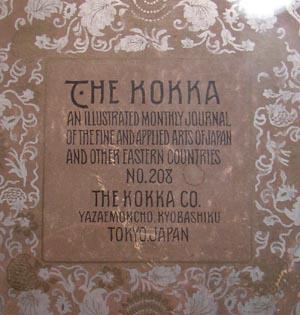 THE KOKKA
AN ILLUSTRATED MONTHLY JOURNAL
OF THE FINE AND APPLIED ARTS OF JAPAN
AND OTHER EASTERN COUNTRIES
NO. 208
THE KOKKA CO.
YAZAEMONCHO, KYOBASHIKU
TOKYO. JAPAN